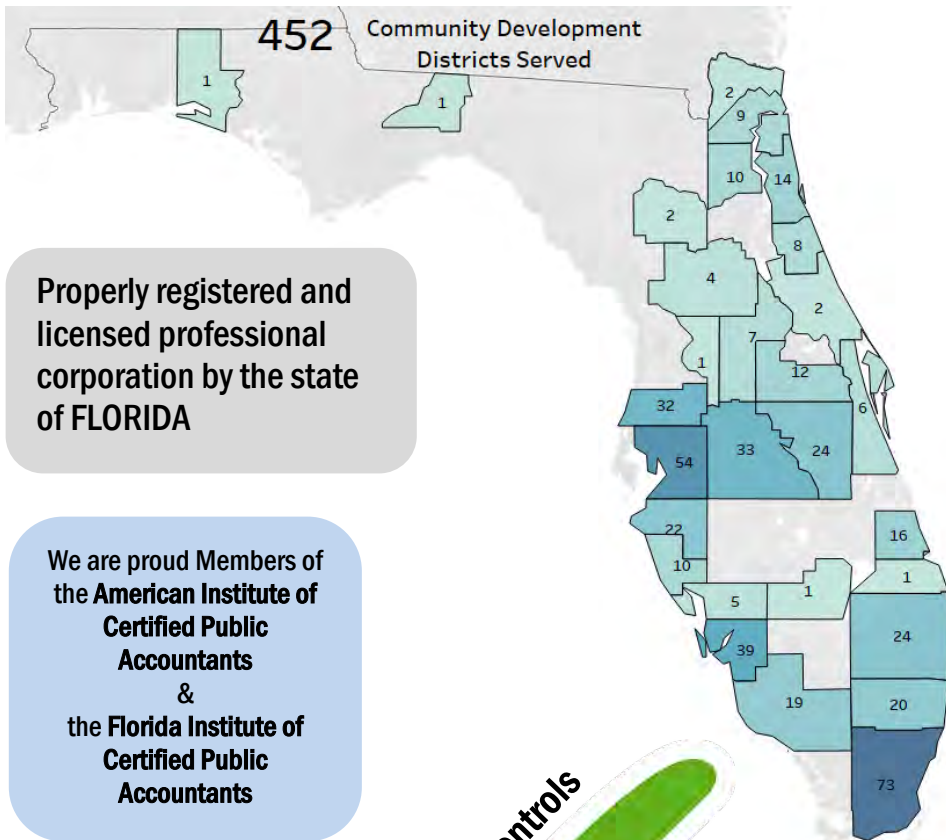 452
Community Development
Districts Served
1
1
2
9
10
14
2
8
4
2
7
1
12
6
32
33
24
54
22
16
10
1
1
5
24
39
19
20
73
Properly registered and
licensed professional
corporation by the state
of FLORIDA
We are proud Members of
the American Institute of
Certified Public
Accountants
&
the Florida Institute of
Certified Public
Accountants